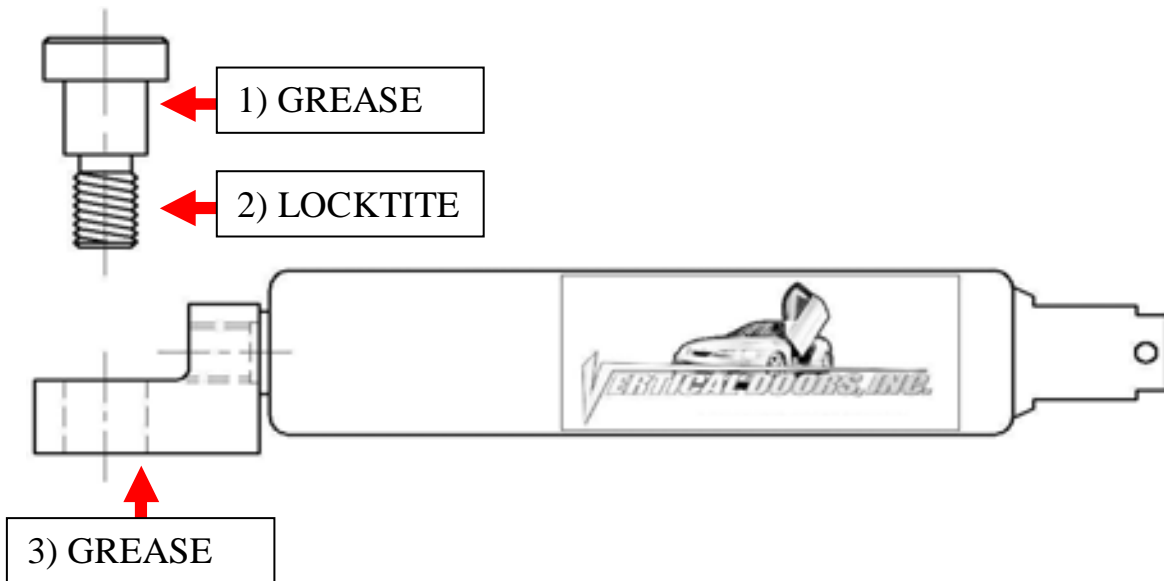 1) GREASE
2) LOCKTITE
VERTICAL DOORS, INC.
3) GREASE